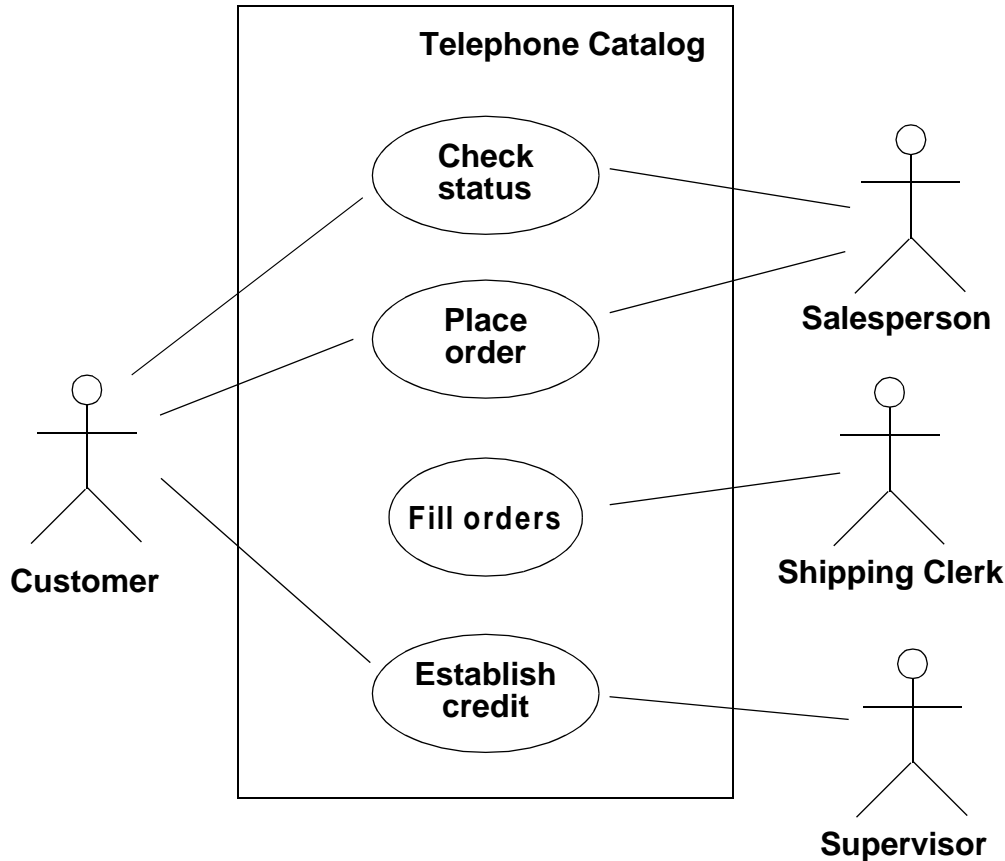 Telephone Catalog
Check
status
Place
order
Salesperson
Fill orders
Customer
Shipping Clerk
Establish
credit
Supervisor